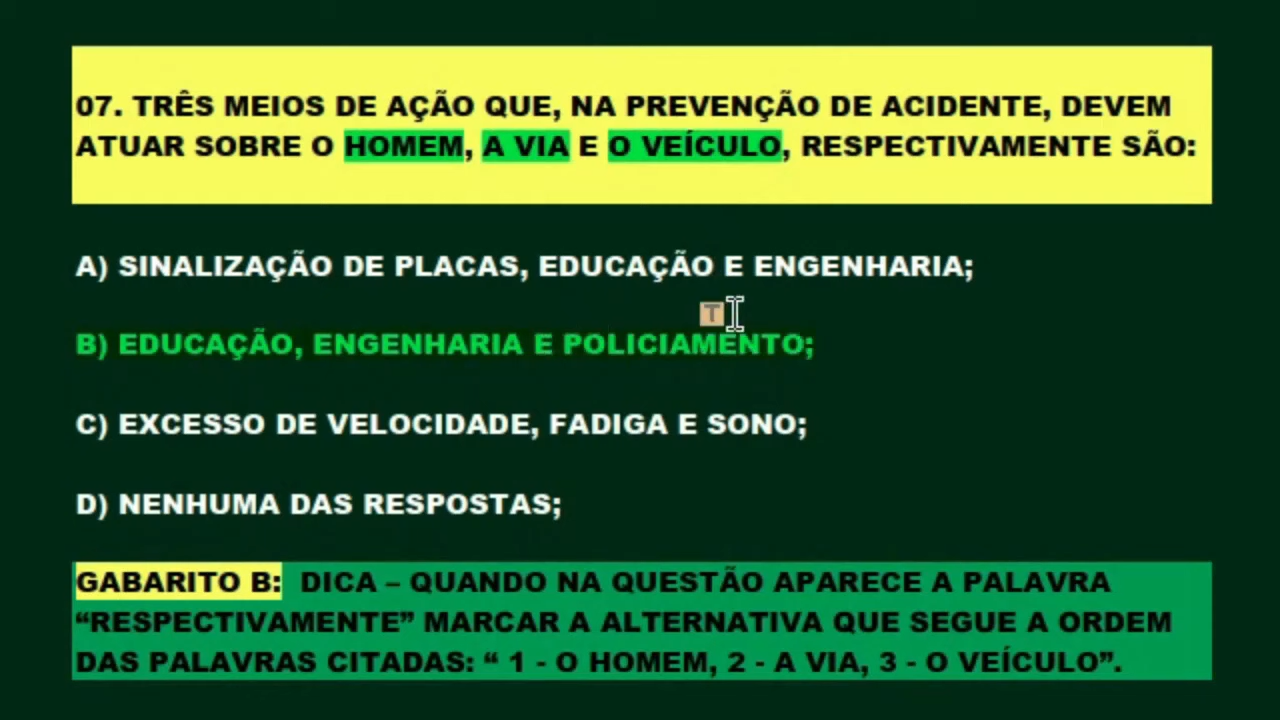 07. TRÊS MEIOS DE AÇÃO QUE, NA PREVENÇÃO DE ACIDENTE, DEVEM
ATUAR SOBRE O HOMEM, A VIA E O VEÍCULO, RESPECTIVAMENTE SÃO:
A) SINALIZAÇÃO DE PLACAS, EDUCAÇÃO E ENGENHARIA;
T
B) EDUCAÇÃO, ENGENHARIA E POLICIAMENTO;
C) EXCESSO DE VELOCIDADE, FADIGA E SONO;
D) NENHUMA DAS RESPOSTAS;
GABARITO B: DICA – QUANDO NA QUESTÃO APARECE A PALAVRA
“RESPECTIVAMENTE” MARCAR A ALTERNATIVA QUE SEGUE A ORDEM
DAS PALAVRAS CITADAS: “ 1 - O HOMEM, 2 - A VIA, 3 - O VEÍCULO”.